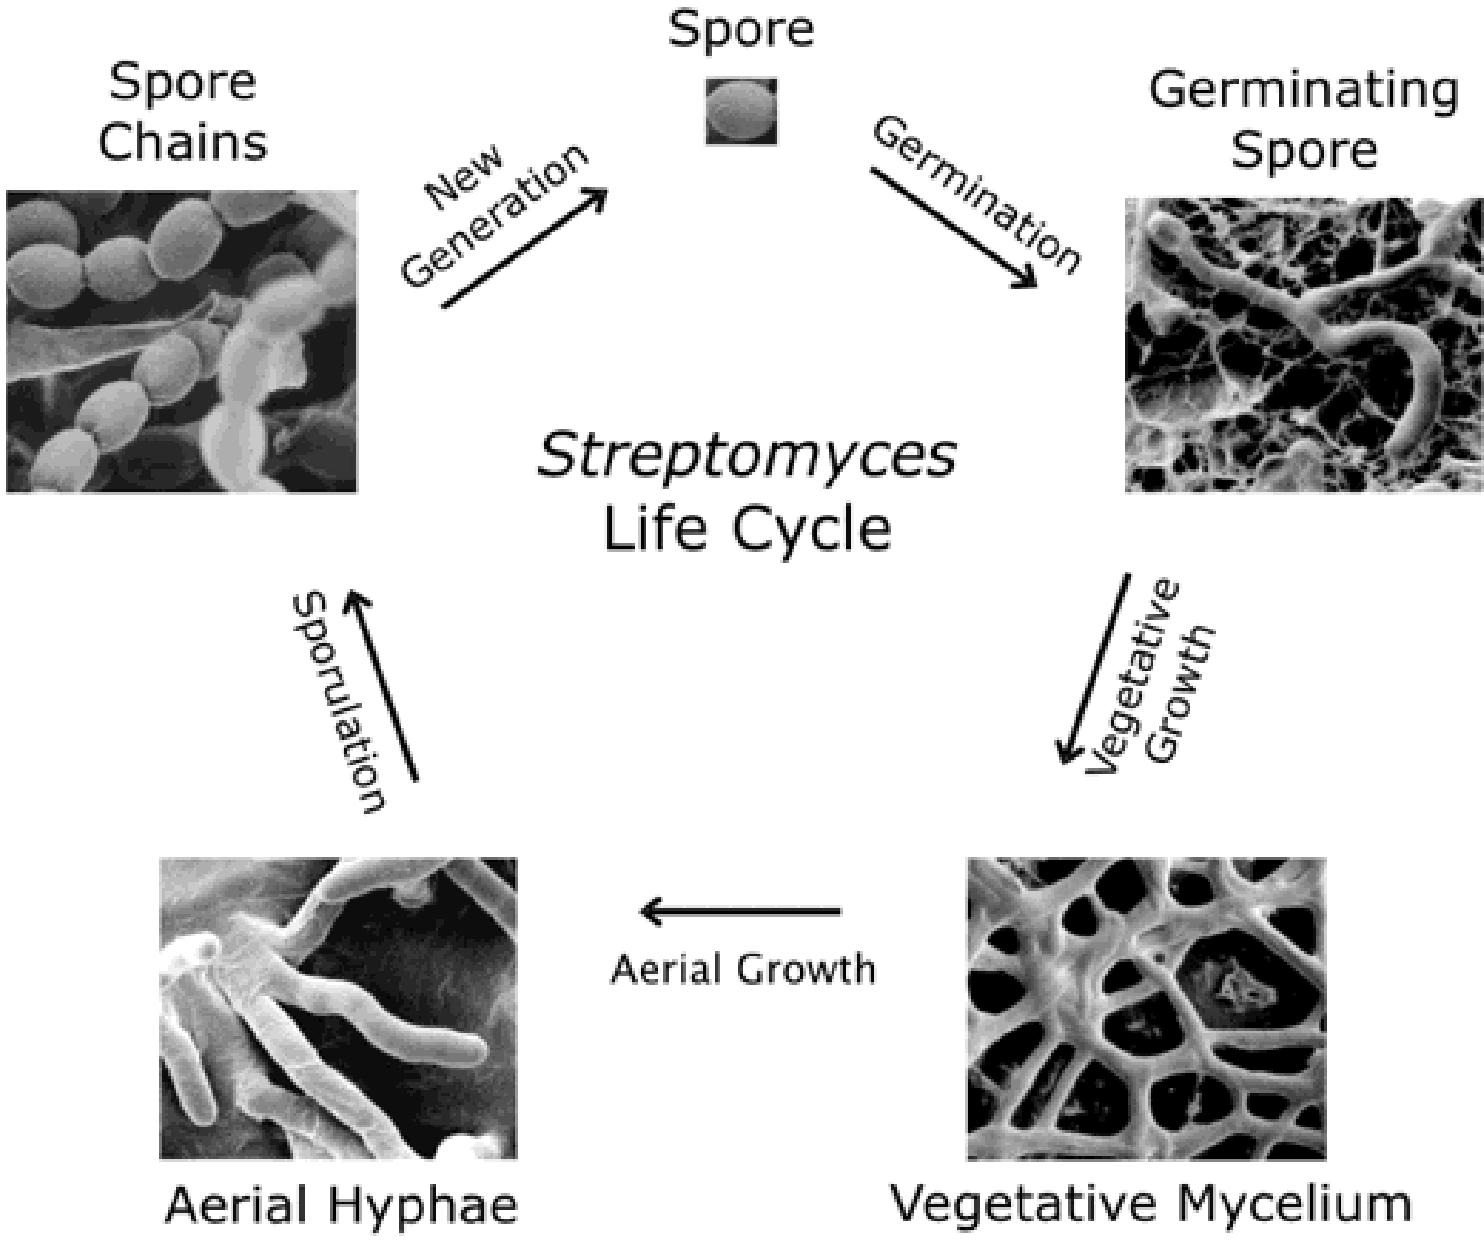 Spore
Spore
Chains
Germinating
Spore
New
Generation
Germination
Streptomyces
Life Cycle
Sporulation
Vegetative
Growth
Aerial Growth
Aerial Hyphae
Vegetative Mycelium